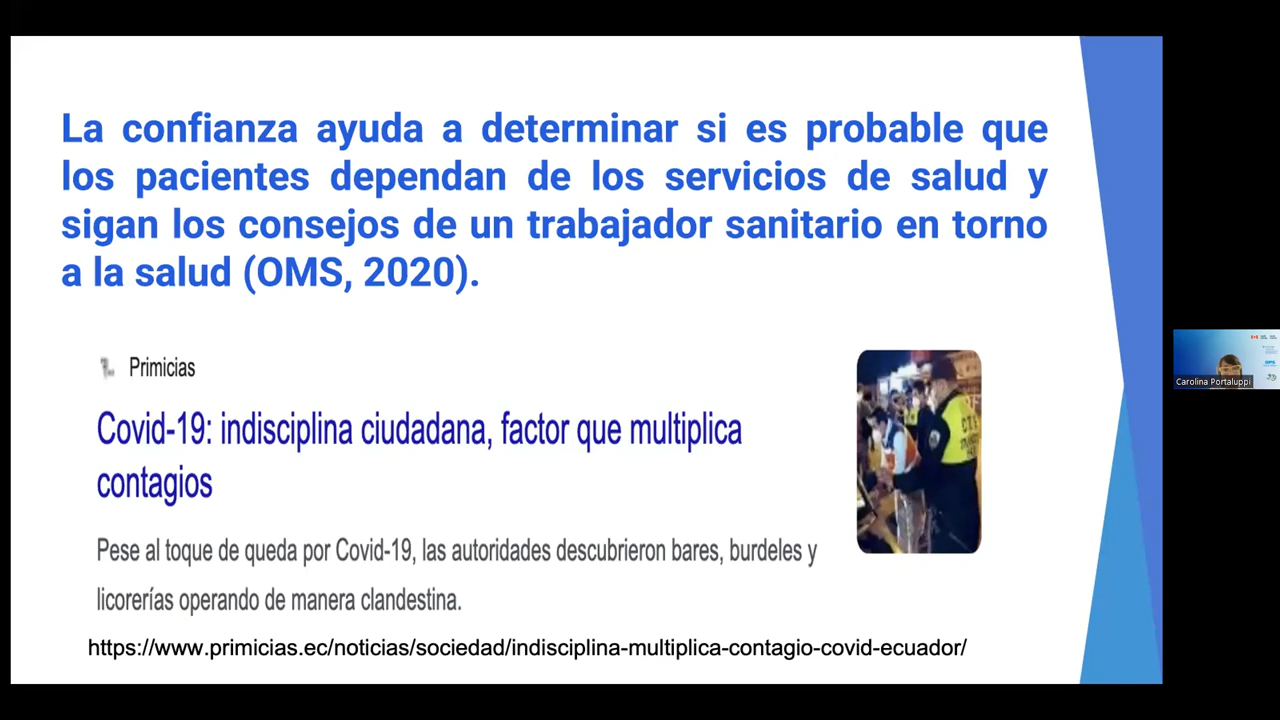 La confianza ayuda a determinar si es probable que
los pacientes dependan de los servicios de salud y
sigan los consejos de un trabajador sanitario en torno
a la salud (OMS, 2020).
Primicias
Covid-19: indisciplina ciudadana, factor que multiplica
contagios
Pese al toque de queda por Covid-19, las autoridades descubrieron bares, burdeles y
licorerías operando de manera clandestina.
https://www.primicias.ec/noticias/sociedad/indisciplina-multiplica-contagio-covid-ecuador/
Carolina Portaluppi